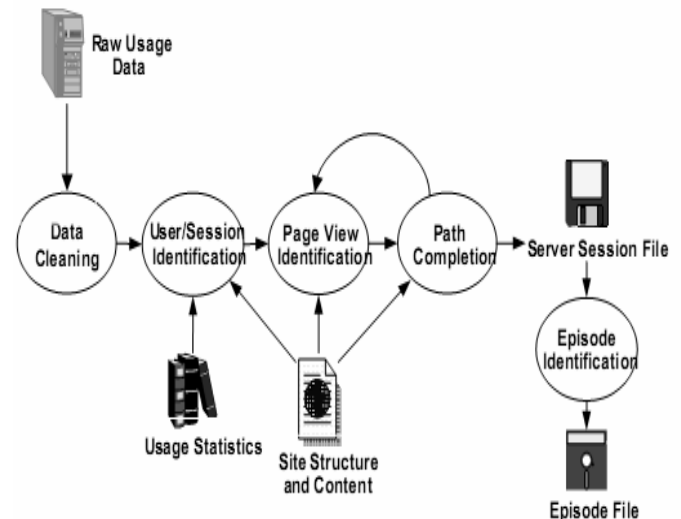 Raw Usage
Data
Data
Cleaning
User/Session
Identification
Page View
Identification
Path
Completion
Server Session File
Episode
Identification
Usage Statistics
Site Structure
and Content
Episode File